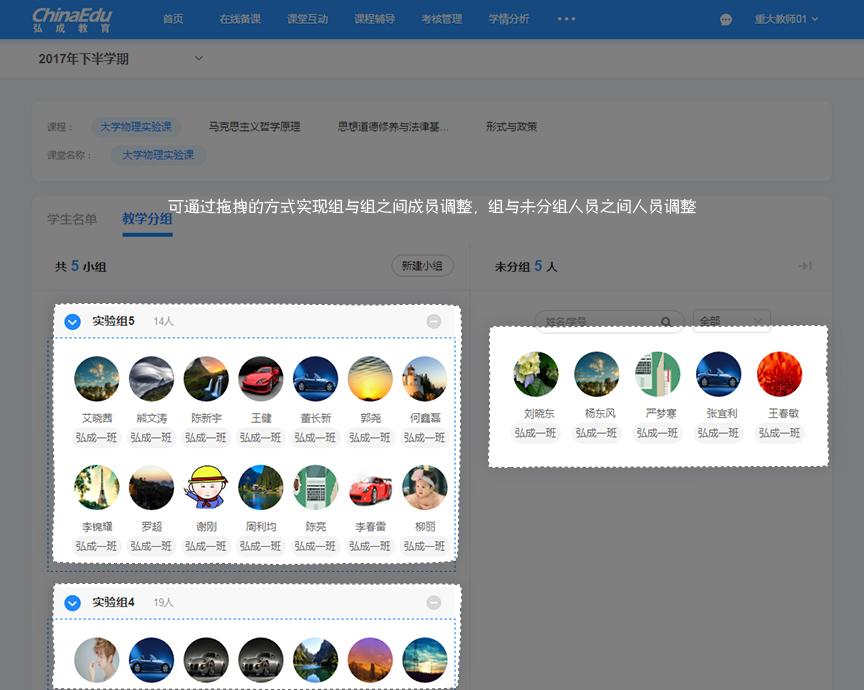 ChinaEdu
弘成教育
首页 在线备课 课堂互动 课程辅导 考核管理 学情分析 ••• 重大教师01
2017年下半学期
课程： 大学物理实验课 马克思主义哲学原理 思想道德修养与法律基... 形式与政策
课堂名称： 大学物理实验课
可通过拖拽的方式实现组与组之间成员调整，组与未分组人员之间人员调整
学生名单 教学分组
共 5 小组 新建小组
未分组 5 人
实验组5 14人
姓名学号 全部
艾晓茜 熊文涛 陈新宇 王健 董长新 郭尧 何鑫磊
弘成一班 弘成一班 弘成一班 弘成一班 弘成一班 弘成一班 弘成一班
李锦耀 罗超 谢刚 周利均 陈亮 李春雷 柳丽
弘成一班 弘成一班 弘成一班 弘成一班 弘成一班 弘成一班 弘成一班
刘晓东 杨东风 严梦寒 张宜利 王春敏
弘成一班 弘成一班 弘成一班 弘成一班 弘成一班
实验组4 19人